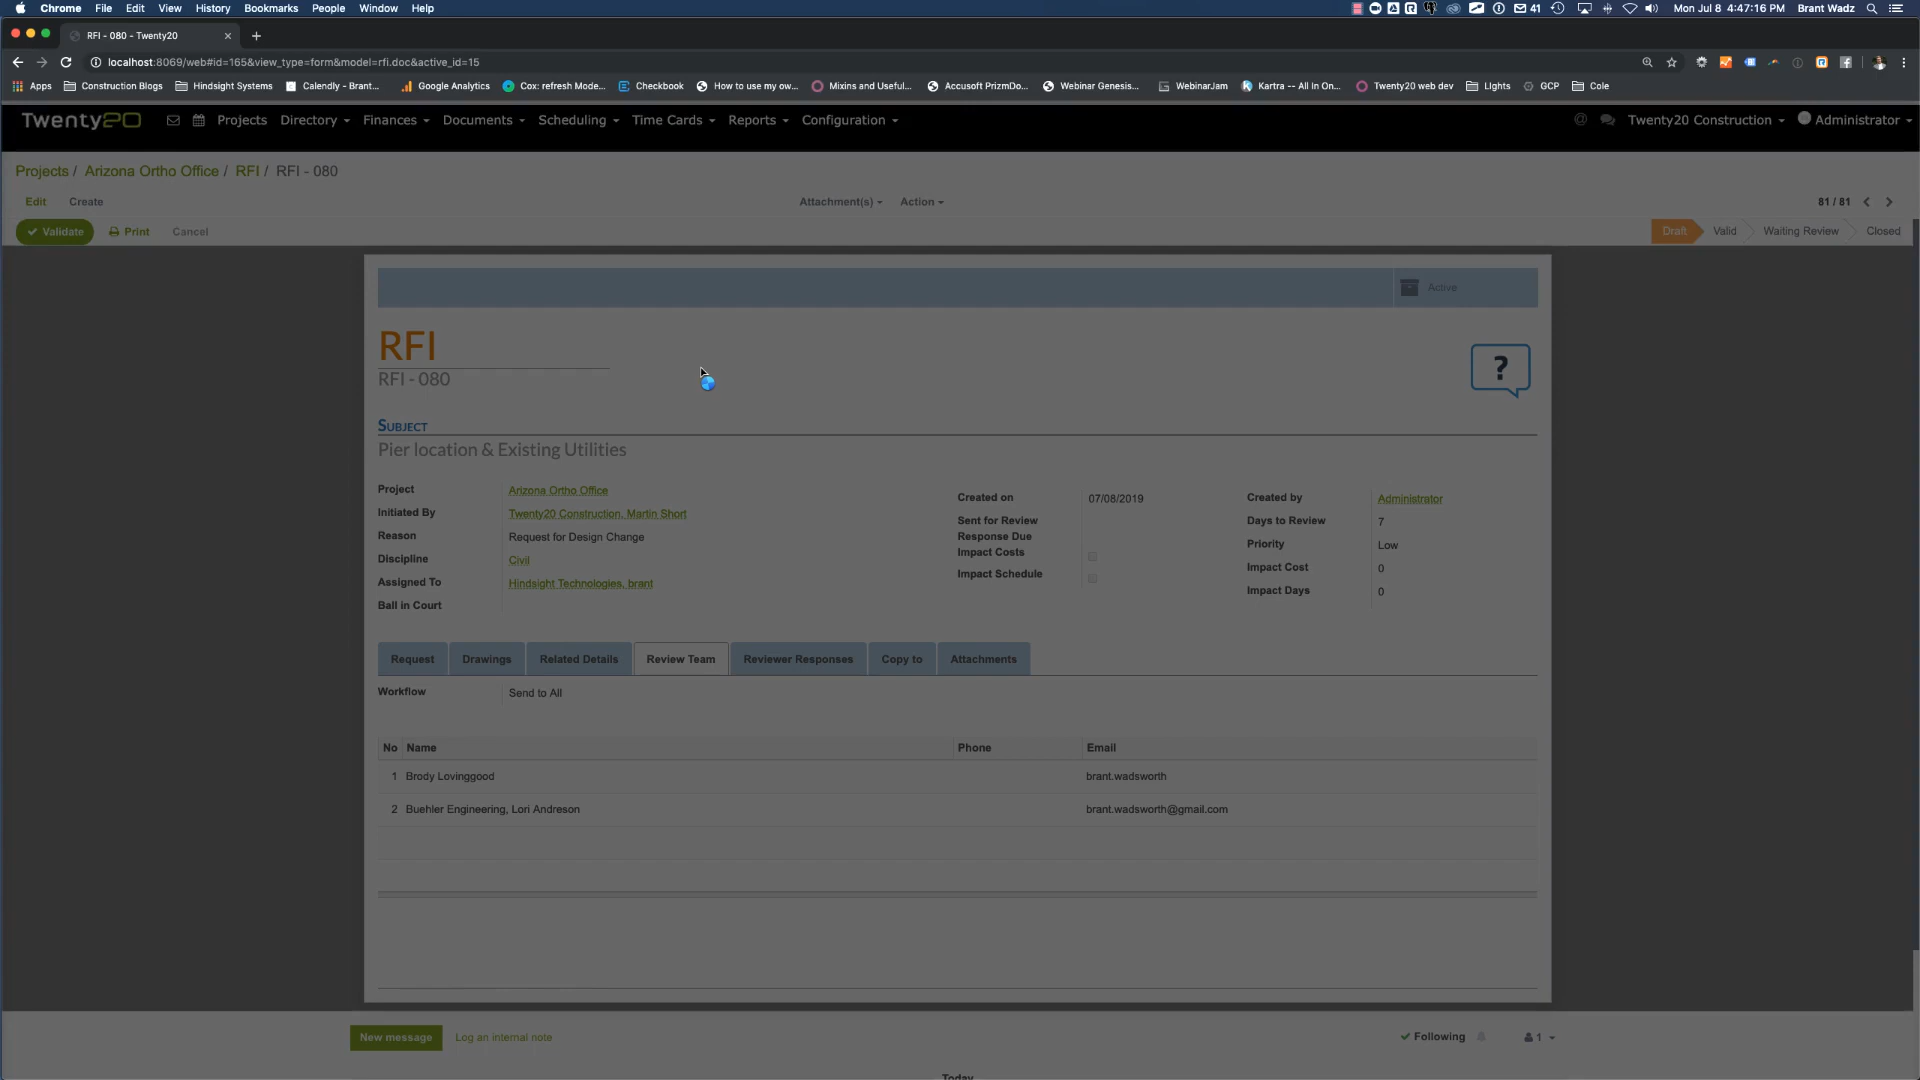 Chrome File Edit View History Bookmarks People Window Help 41 Mon Jul 8 4:47:16 PM Brant Wadz
RFI - 080 - Twenty20
localhost:8069/web#id=165&view_type=form&model=rfi.doc&active_id=15
Apps Construction Blogs Hindsight Systems Calendly - Brant... Google Analytics Cox: refresh Mode... Checkbook How to use my ow... Mixins and Useful... Accusoft PrizmDo... Webinar Genesis... WebinarJam Kartra -- All In On... Twenty20 web dev Lights GCP Cole
Twenty20 Projects Directory Finances Documents Scheduling Time Cards Reports Configuration @ Twenty20 Construction Administrator
Projects / Arizona Ortho Office / RFI / RFI - 080
Edit Create Attachment(s) Action 81 / 81
Validate Print Cancel Draft Valid Waiting Review Closed
Active
RFI
?
RFI - 080
SUBJECT
Pier location & Existing Utilities
Project Arizona Ortho Office Created on 07/08/2019 Created by Administrator
Initiated By Twenty20 Construction, Martin Short Sent for Review Days to Review 7
Reason Request for Design Change Response Due Priority Low
Discipline Civil Impact Costs Impact Cost 0
Assigned To Hindsight Technologies, brant Impact Schedule Impact Days 0
Ball in Court
Request Drawings Related Details Review Team Reviewer Responses Copy to Attachments
Workflow Send to All
No Name Phone Email
1 Brody Lovinggood brant.wadsworth
2 Buehler Engineering, Lori Andreson brant.wadsworth@gmail.com
New message Log an internal note Following 1
Today